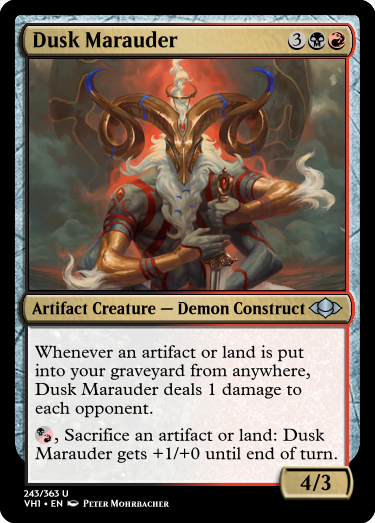 Dusk Marauder 3
Artifact Creature — Demon Construct
Whenever an artifact or land is put
into your graveyard from anywhere,
Dusk Marauder deals 1 damage to
each opponent.
, Sacrifice an artifact or land: Dusk
Marauder gets +1/+0 until end of turn.
4/3
243/363 U
VH1 • EN Peter Mohrbacher